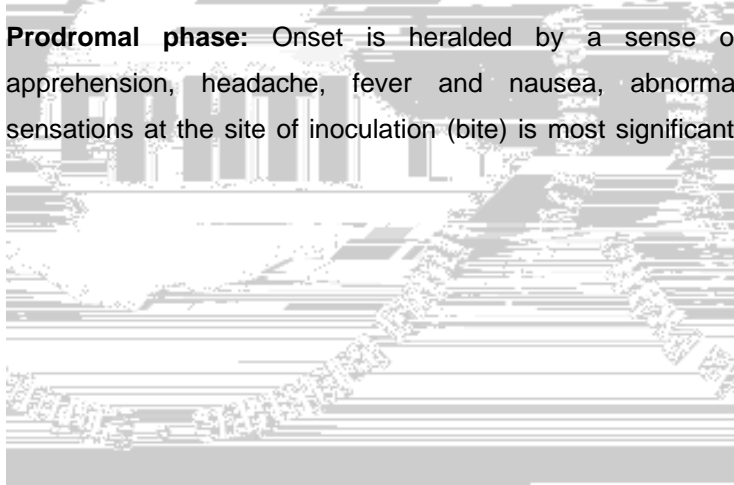 Prodromal phase: Onset is heralded by a sense o
apprehension, headache, fever and nausea, abnorma
sensations at the site of inoculation (bite) is most significant